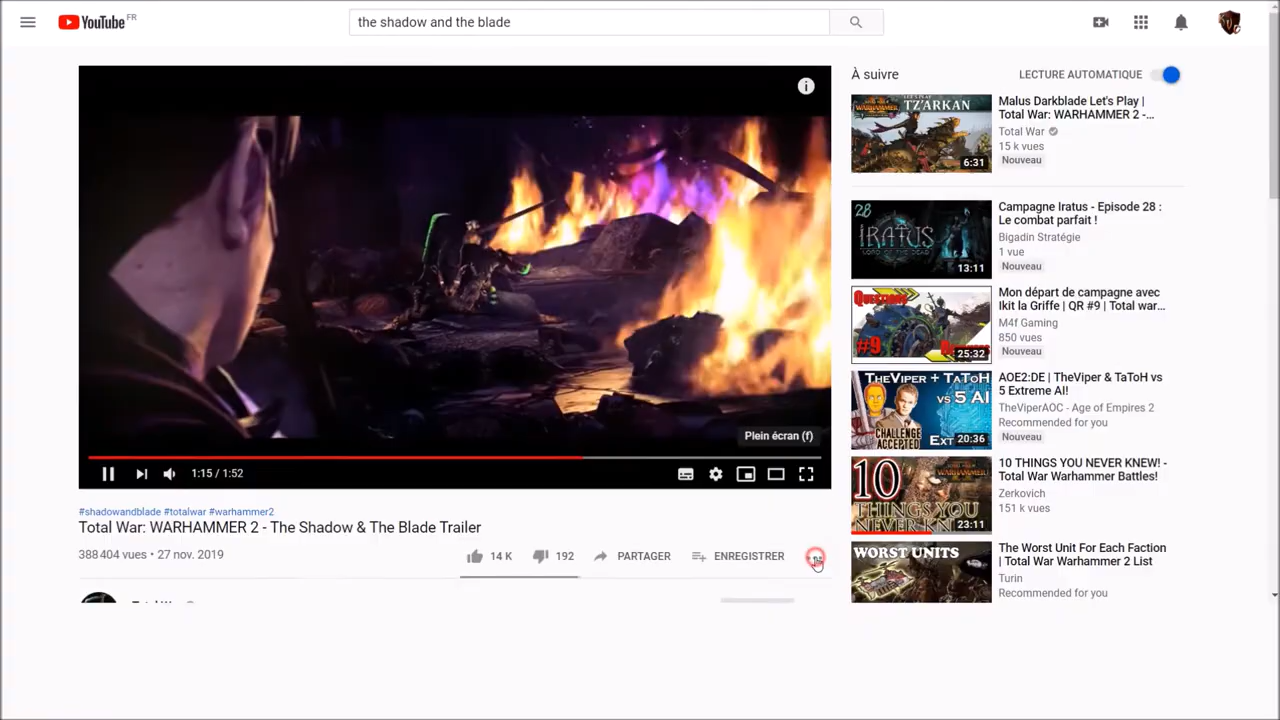 YouTube FR
the shadow and the blade
À suivre
LECTURE AUTOMATIQUE
TZ'ARKAN
6:31
Malus Darkblade Let's Play |
Total War: WARHAMMER 2 -...
Total War
15 k vues
Nouveau
28
IRATUS
LORD OF THE DEAD
13:11
Campagne Iratus - Episode 28 :
Le combat parfait !
Bigadin Stratégie
1 vue
Nouveau
QUESTIONS
#9
25:32
Mon départ de campagne avec
Ikit la Griffe | QR #9 | Total war...
M4f Gaming
850 vues
Nouveau
THEVIPER + TATOH
VS 5 AI
CHALLENGE
ACCEPTED
20:36
AOE2:DE | TheViper & TaToH vs
5 Extreme AI!
TheViperAOC - Age of Empires 2
Recommended for you
Nouveau
10
THINGS YOU
NEVER KN
23:11
10 THINGS YOU NEVER KNEW! -
Total War Warhammer Battles!
Zerkovich
151 k vues
WORST UNITS
The Worst Unit For Each Faction
| Total War Warhammer 2 List
Turin
Recommended for you
Plein écran (f)
1:15 / 1:52
#shadowandblade #totalwar #warhammer2
Total War: WARHAMMER 2 - The Shadow & The Blade Trailer
388 404 vues • 27 nov. 2019
14 K
192
PARTAGER
ENREGISTRER